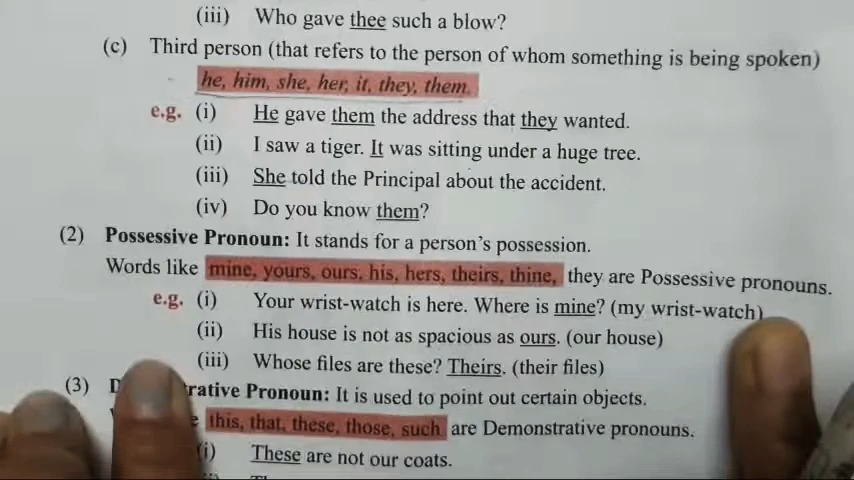 (iii) Who gave thee such a blow?
(c) Third person (that refers to the person of whom something is being spoken)
he, him, she, her, it, they, them.
e.g. (i) He gave them the address that they wanted.
(ii) I saw a tiger. It was sitting under a huge tree.
(iii) She told the Principal about the accident.
(iv) Do you know them?
(2) Possessive Pronoun: It stands for a person's possession.
Words like mine, yours, ours, his, hers, theirs, thine, they are Possessive pronouns.
e.g. (i) Your wrist-watch is here. Where is mine? (my wrist-watch)
(ii) His house is not as spacious as ours. (our house)
(iii) Whose files are these? Theirs. (their files)
(3) Pronoun: It is used to point out certain objects.
this, that, these, those, such are Demonstrative pronouns.
(i) These are not our coats.